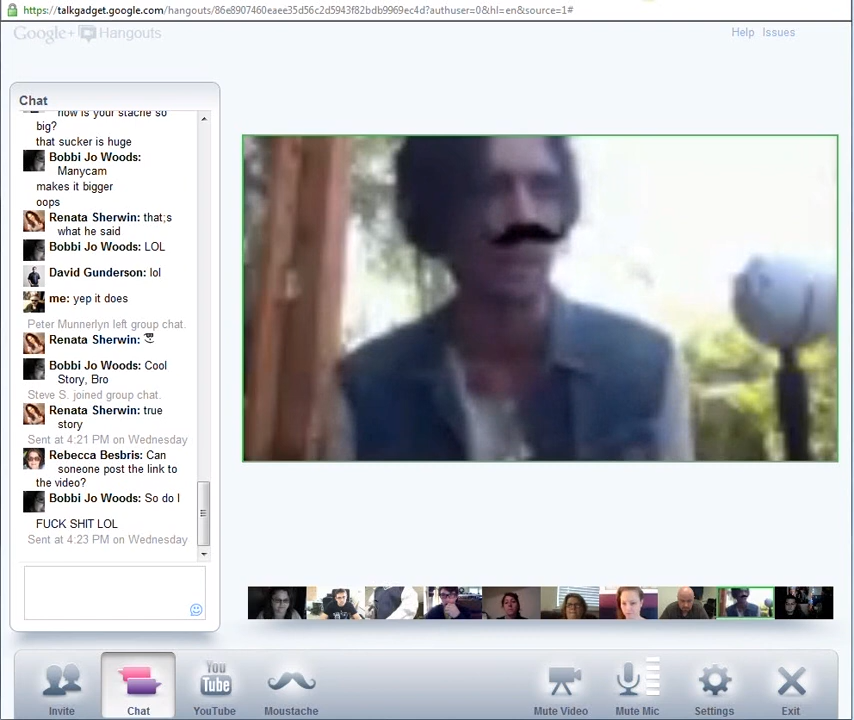 https://talkgadget.google.com/hangouts/86e8907460eaee35d56c2d5943f82bdb9969ec4d?authuser=0&hl=en&source=1#
Google+ Hangouts
Help Issues
Chat
how is your stache so
big?
that sucker is huge
Bobbi Jo Woods:
Manycam
makes it bigger
oops
Renata Sherwin: that;s
what he said
Bobbi Jo Woods: LOL
David Gunderson: lol
me: yep it does
Peter Munnerlyn left group chat.
Renata Sherwin:
Bobbi Jo Woods: Cool
Story, Bro
Steve S. joined group chat.
Renata Sherwin: true
story
Sent at 4:21 PM on Wednesday
Rebecca Besbris: Can
someone post the link to
the video?
Bobbi Jo Woods: So do I
FUCK SHIT LOL
Sent at 4:23 PM on Wednesday
You
Tube
Invite
Chat
YouTube
Moustache
Mute Video
Mute Mic
Settings
Exit